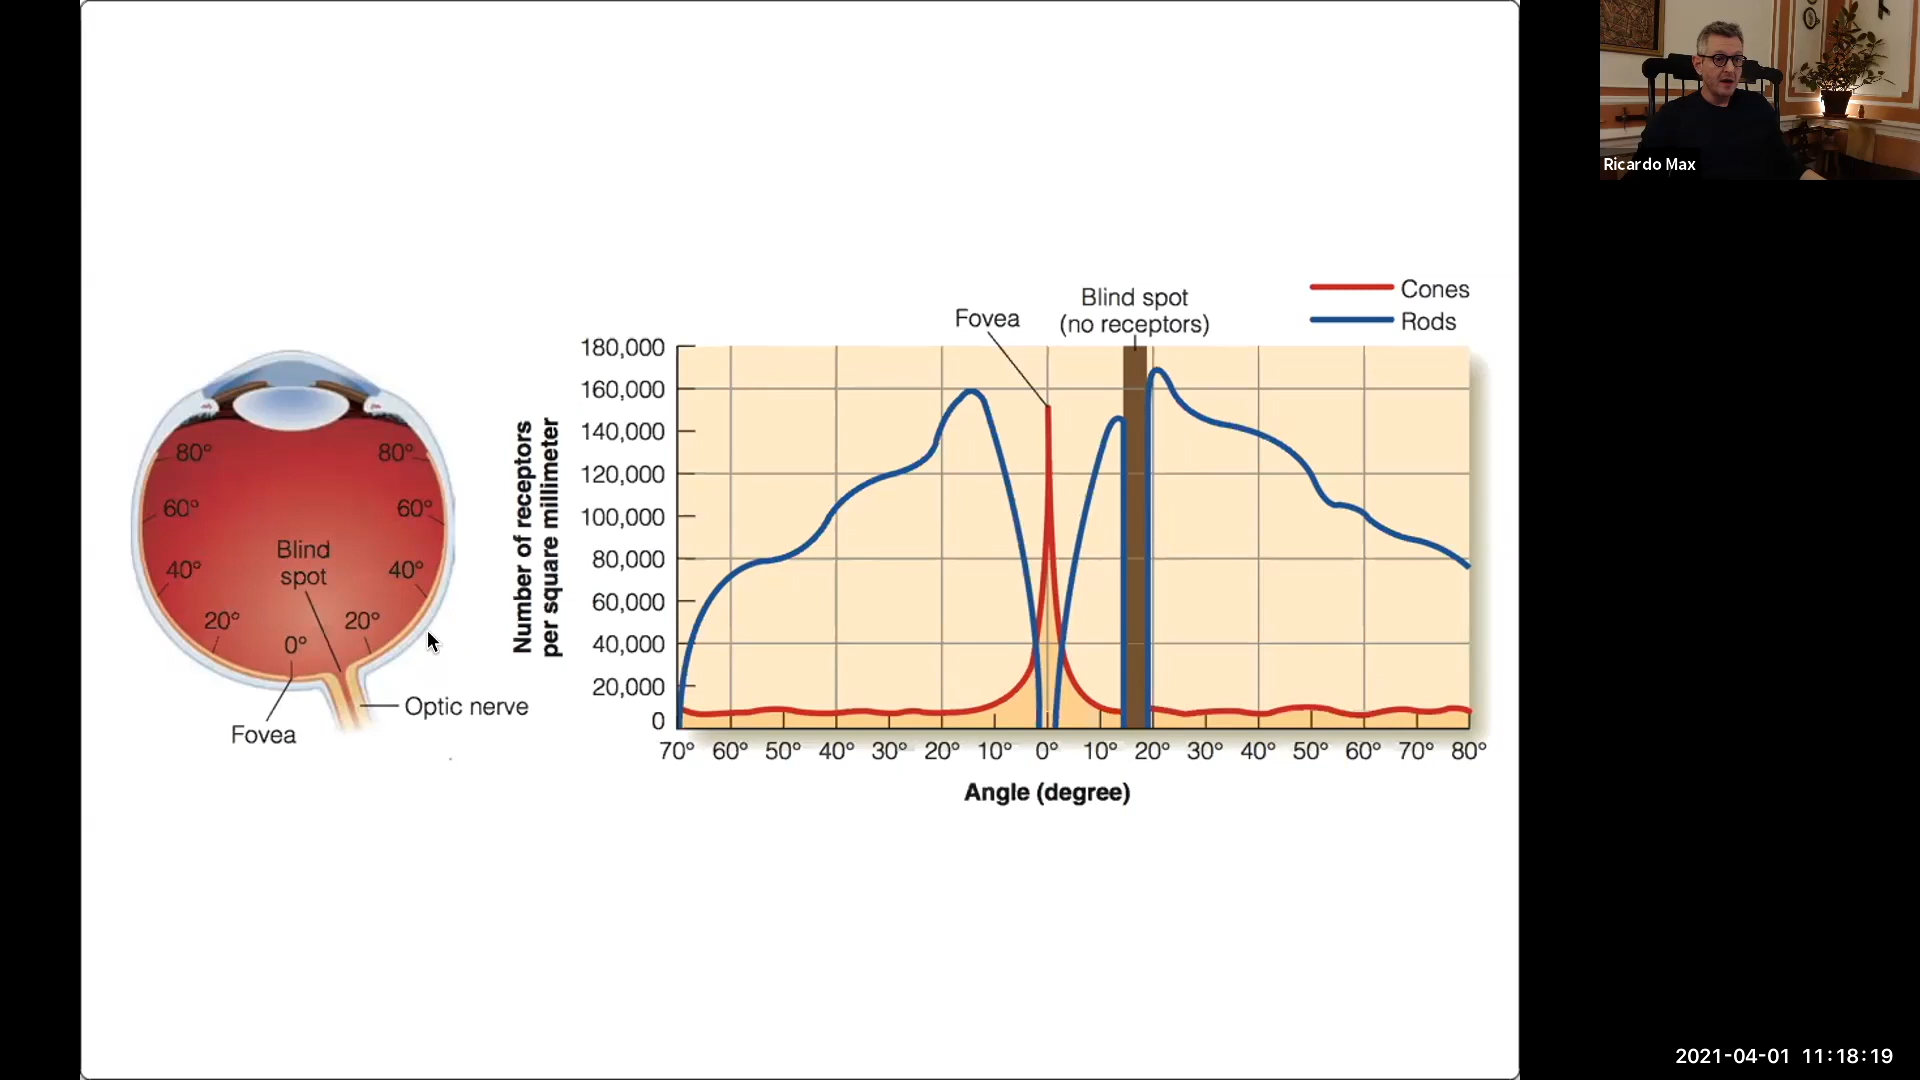 Ricardo Max
Cones
Rods
Blind spot
(no receptors)
Fovea
Number of receptors
per square millimeter
180,000
160,000
140,000
120,000
100,000
80,000
60,000
40,000
20,000
0
70° 60° 50° 40° 30° 20° 10° 0° 10° 20° 30° 40° 50° 60° 70° 80°
Angle (degree)
80° 80°
60° 60°
Blind
spot
40° 40°
20° 20°
0°
Optic nerve
Fovea
2021-04-01 11:18:19